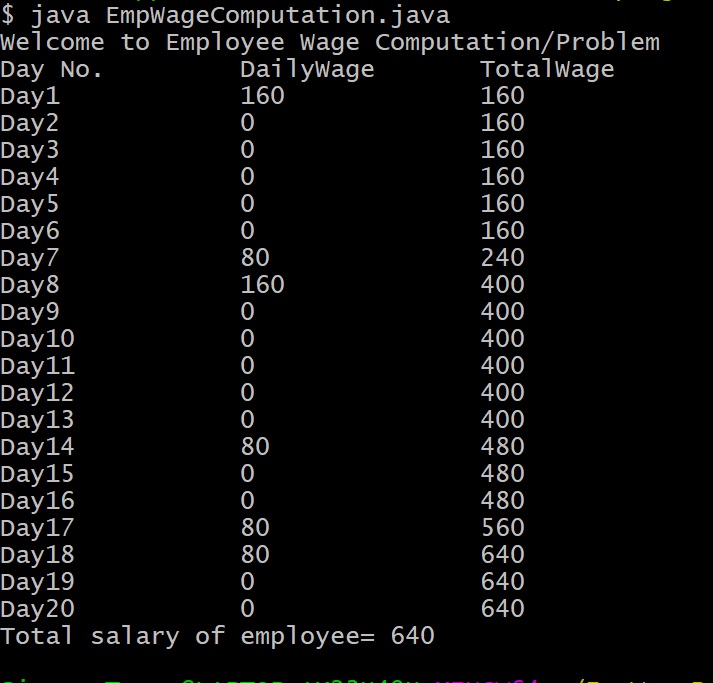 $ java EmpWageComputation.java
Welcome to Employee Wage Computation/Problem
Day No. DailyWage TotalWage
Day1 160 160
Day2 0 160
Day3 0 160
Day4 0 160
Day5 0 160
Day6 0 160
Day7 80 240
Day8 160 400
Day9 0 400
Day10 0 400
Day11 0 400
Day12 0 400
Day13 0 400
Day14 80 480
Day15 0 480
Day16 0 480
Day17 80 560
Day18 80 640
Day19 0 640
Day20 0 640
Total salary of employee= 640